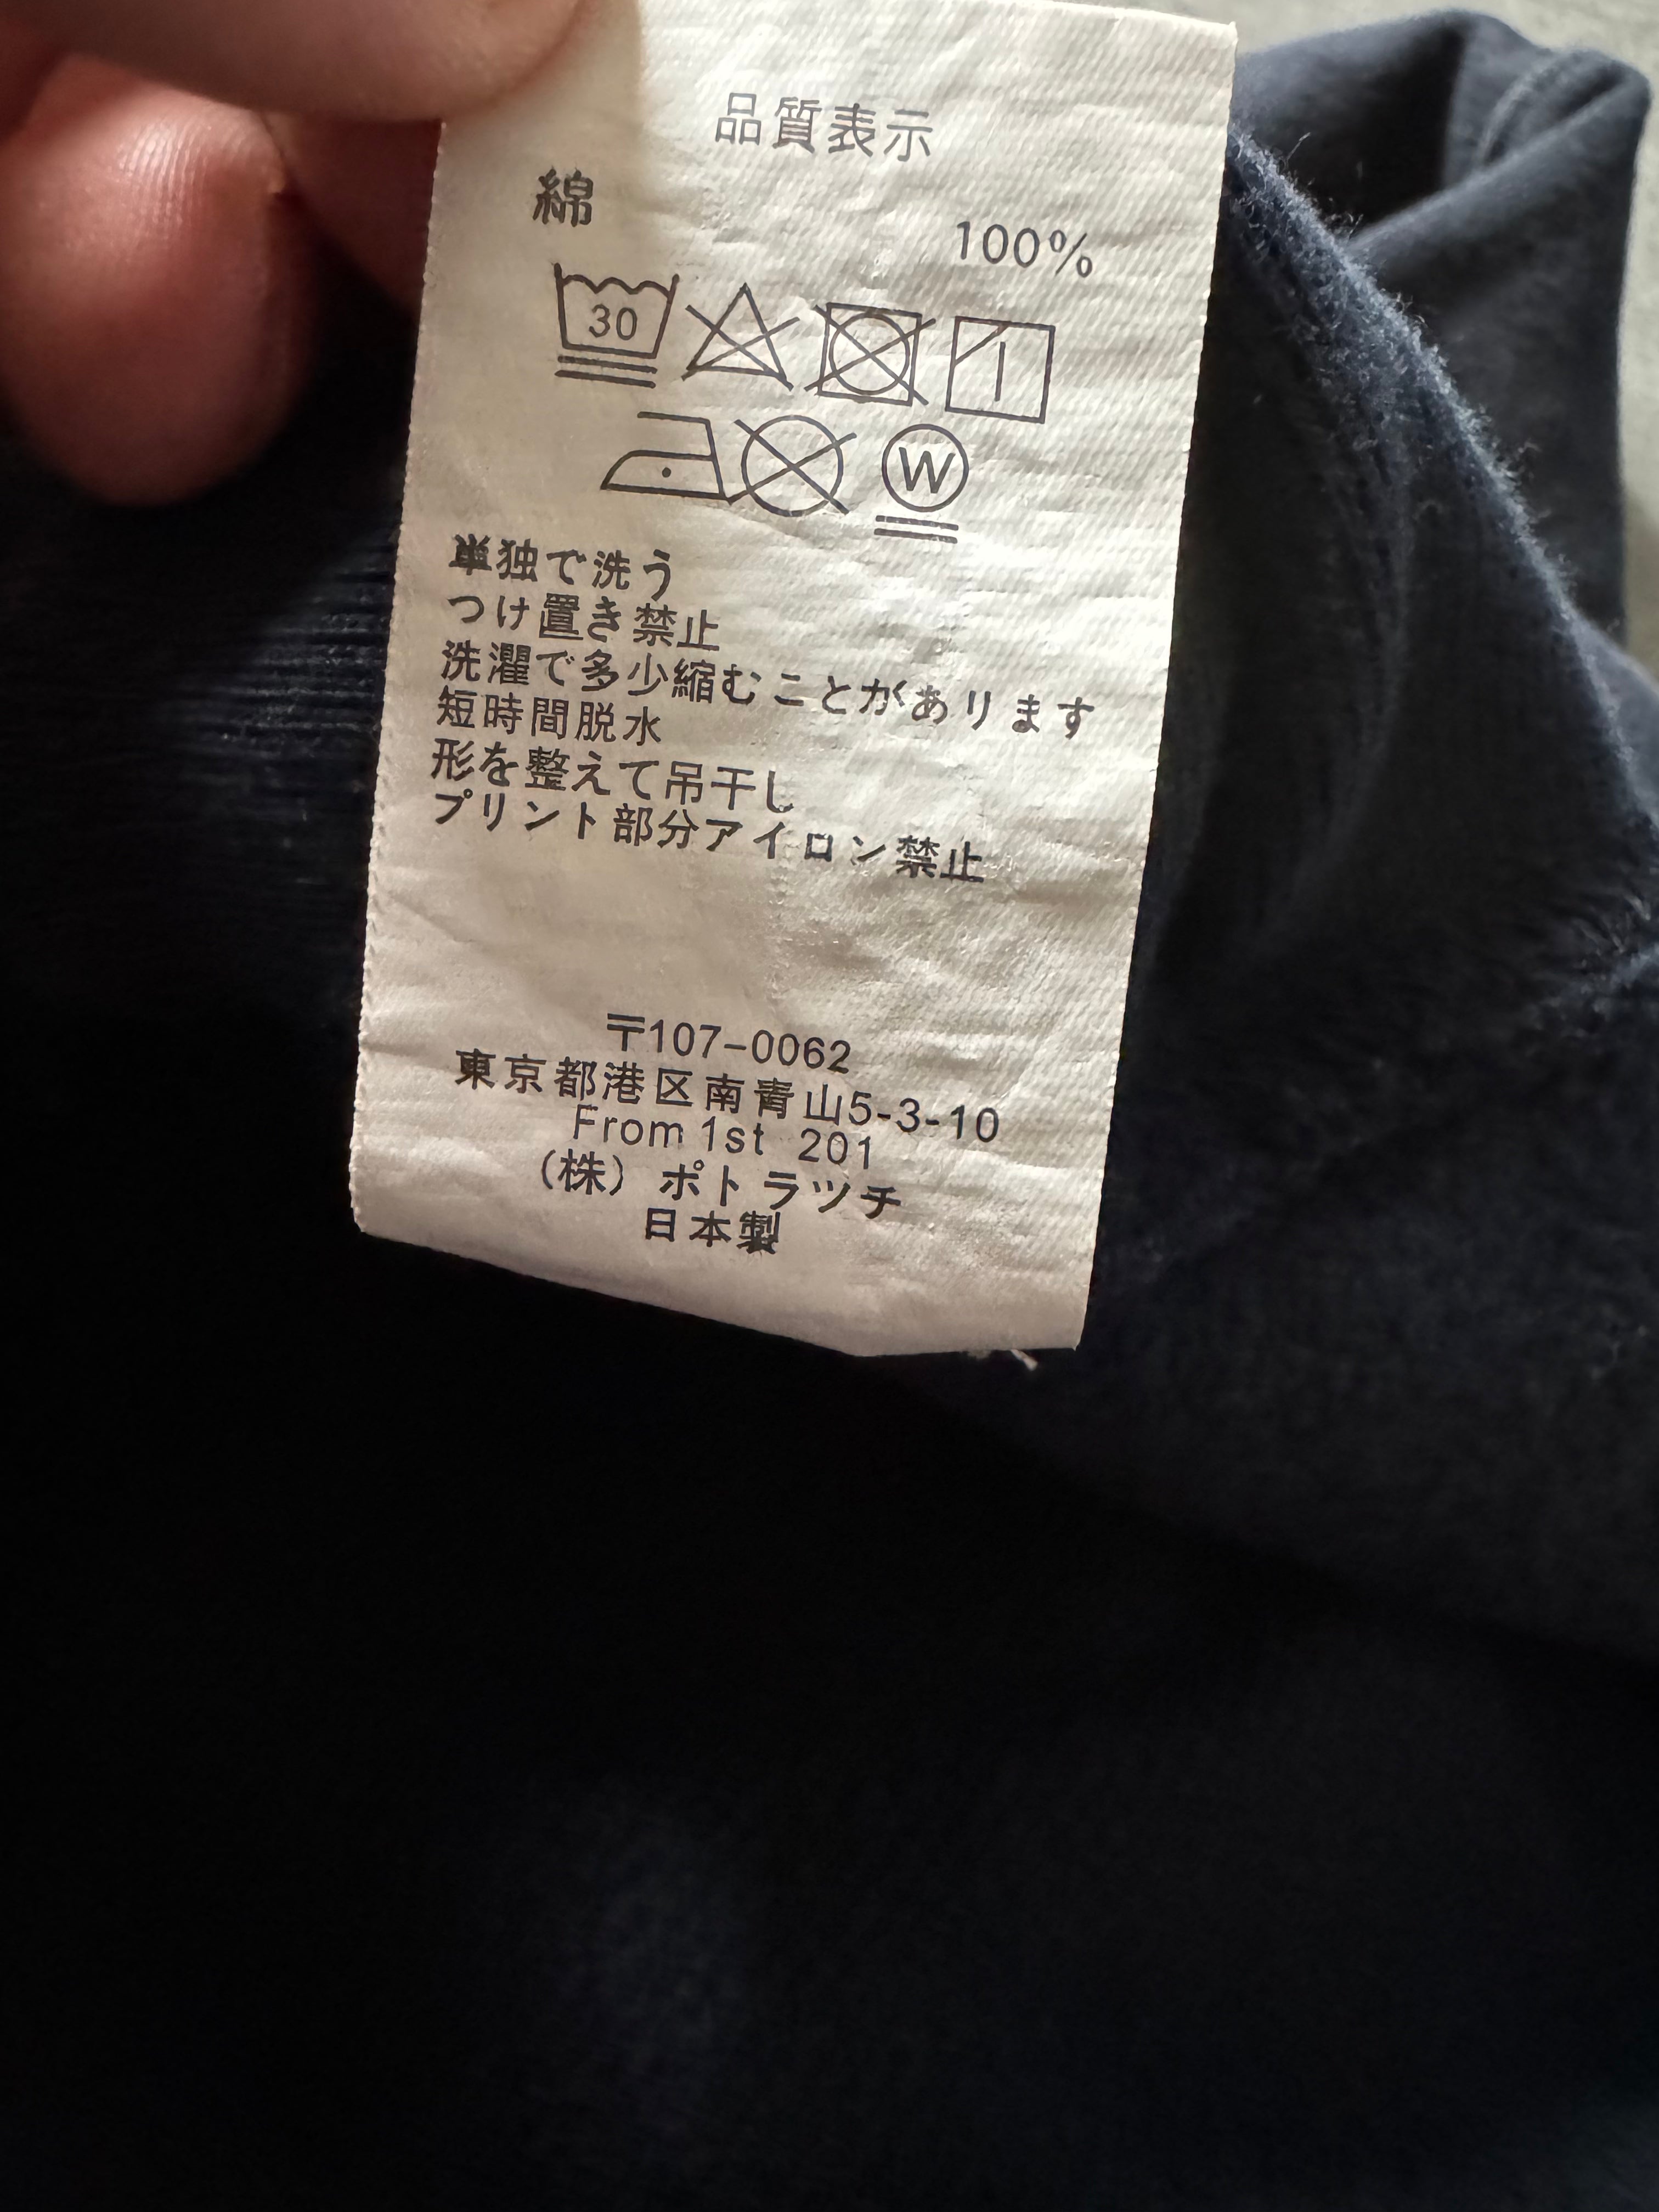 品質表示
綿
100%
30
W
単独で洗う
つけ置き禁止
洗濯で多少縮むことがあります
短時間脱水
形を整えて吊干し
プリント部分アイロン禁止
〒107-0062
東京都港区南青山5-3-10
From 1st 201
(株) ポトラツチ
日本製